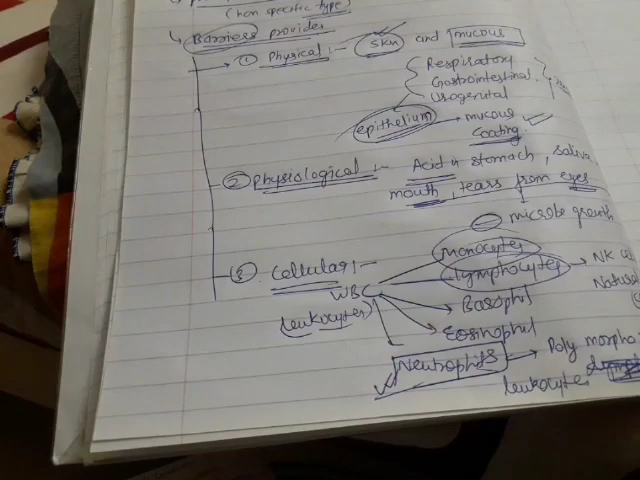 (non specific type)
↳ Barriers provides
→ ① Physical :- Skin and mucous
Respiratory
Gastrointestinal
Urogenital
epithelium → mucous
Coating
② Physiological :- Acid in stomach, saliva
mouth, tears from eyes
microbe growth
③ Cellular :- Monocytes
Lymphocytes → NK
WBC
(Leukocytes)
→ Basophil
→ Eosinophil
Neutrophils → Poly morpho
leukocytes